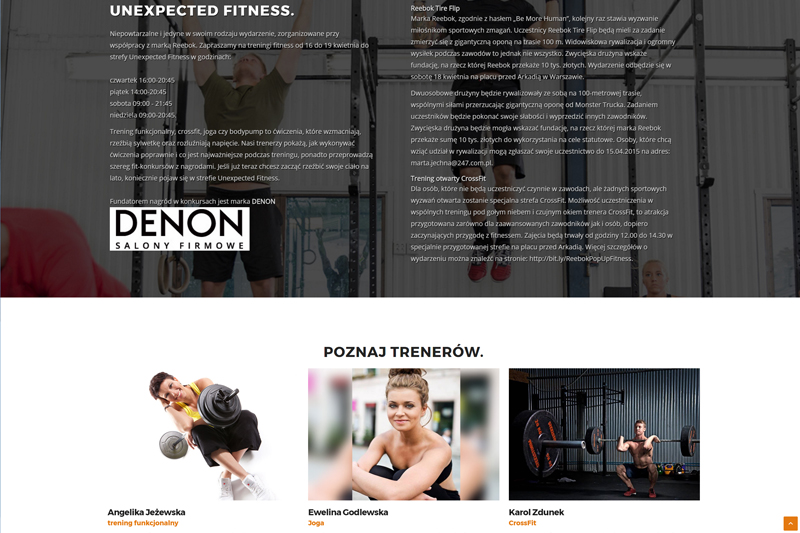 UNEXPECTED FITNESS.
Niepowtarzalne i jedyne w swoim rodzaju wydarzenie, zorganizowane przy
współpracy z marką Reebok. Zapraszamy na treningi fitness od 16 do 19 kwietnia do
strefy Unexpected Fitness w godzinach:
czwartek 16:00-20:45
piątek 14:00-20:45
sobota 09:00 - 21:45
niedziela 09:00-20:45.
Trening funkcjonalny, crossfit, joga czy bodypump to ćwiczenia, które wzmacniają,
rzeźbią sylwetkę oraz rozluźniają napięcie. Nasi trenerzy pokażą, jak wykonywać
ćwiczenia poprawnie i co jest najważniejsze podczas treningu, ponadto przeprowadzą
szereg fit-konkursów z nagrodami. Jeśli już teraz chcesz zacząć rzeźbić swoje ciało na
lato, koniecznie pojaw się w strefie Unexpected Fitness.
Fundatorem nagród w konkursach jest marka DENON
DENON
SALONY FIRMOWE
Reebok Tire Flip
Marka Reebok, zgodnie z hasłem „Be More Human”, kolejny raz stawia wyzwanie
miłośnikom sportowych zmagań. Uczestnicy Reebok Tire Flip będą mieli za zadanie
zmierzyć się z gigantyczną oponą na trasie 100 m. Widowiskowa rywalizacja i ogromny
wysiłek podczas zawodów to jednak nie wszystko. Zwycięska drużyna wskaże
fundację, na rzecz której Reebok przekaże 10 tys. złotych. Wydarzenie odbędzie się w
sobotę 18 kwietnia na placu przed Arkadią w Warszawie.
Dwuosobowe drużyny będzie rywalizowały ze sobą na 100-metrowej trasie,
wspólnymi siłami przerzucając gigantyczną oponę od Monster Trucka. Zadaniem
uczestników będzie pokonać swoje słabości i wyprzedzić innych zawodników.
Zwycięska drużyna będzie mogła wskazać fundację, na rzecz której marka Reebok
przekaże sumę 10 tys. złotych do wykorzystania na cele statutowe. Osoby, które chcą
wziąć udział w rywalizacji mogą zgłaszać swoje uczestnictwo do 15.04.2015 na adres:
marta.jechna@247.com.pl.
Trening otwarty CrossFit
Dla osób, które nie będą uczestniczyć czynnie w zawodach, ale żadnych sportowych
wyzwań otwarta zostanie specjalna strefa CrossFit. Możliwość uczestniczenia w
wspólnych treningu pod gołym niebem i czujnym okiem trenera CrossFit, to atrakcja
przygotowana zarówno dla zaawansowanych zawodników jak i osób, dopiero
zaczynających przygodę z fitnessem. Zajęcia będą trwały od godziny 12.00 do 14.30 w
specjalnie przygotowanej strefie na placu przed Arkadią. Więcej szczegółów o
wydarzeniu można znaleźć na stronie: http://bit.ly/ReebokPopUpFitness.
POZNAJ TRENERÓW.
Angelika Jeżewska
trening funkcjonalny
Ewelina Godlewska
Joga
Karol Zdunek
CrossFit